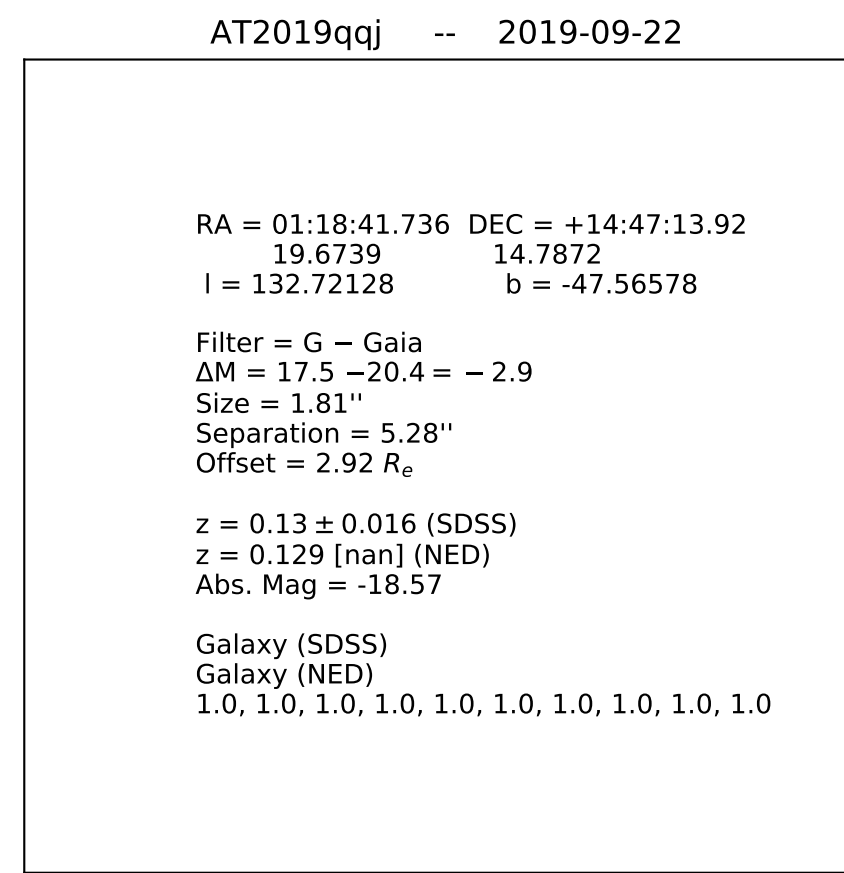 AT2019qqj -- 2019-09-22
RA = 01:18:41.736 DEC = +14:47:13.92
19.6739 14.7872
l = 132.72128 b = -47.56578
Filter = G − Gaia
ΔM = 17.5 −20.4 = − 2.9
Size = 1.81''
Separation = 5.28''
Offset = 2.92 Rₑ
z = 0.13 ± 0.016 (SDSS)
z = 0.129 [nan] (NED)
Abs. Mag = -18.57
Galaxy (SDSS)
Galaxy (NED)
1.0, 1.0, 1.0, 1.0, 1.0, 1.0, 1.0, 1.0, 1.0, 1.0